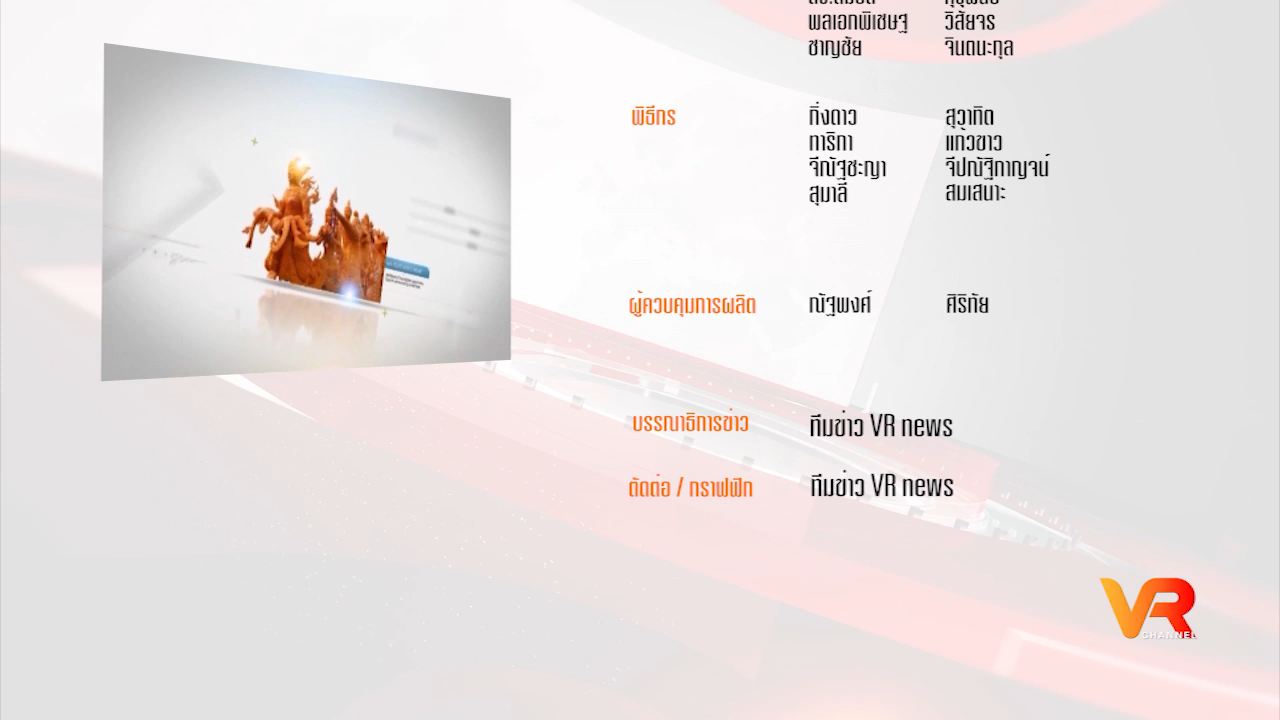 พลเอกพิเชษฐ วิสัยจร
ชาญชัย จินตนะกุล
พิธีกร กิ่งดาว สุวาทิต
การิกา แก้วขาว
จีณัฐชะญา จีปณัฐิกาญจน์
สุมาลี สมเสนาะ
ผู้ควบคุมการผลิต ณัฐพงศ์ ศิริภัย
บรรณาธิการข่าว ทีมข่าว VR news
ตัดต่อ / กราฟฟิก ทีมข่าว VR news
VR
CHANNEL